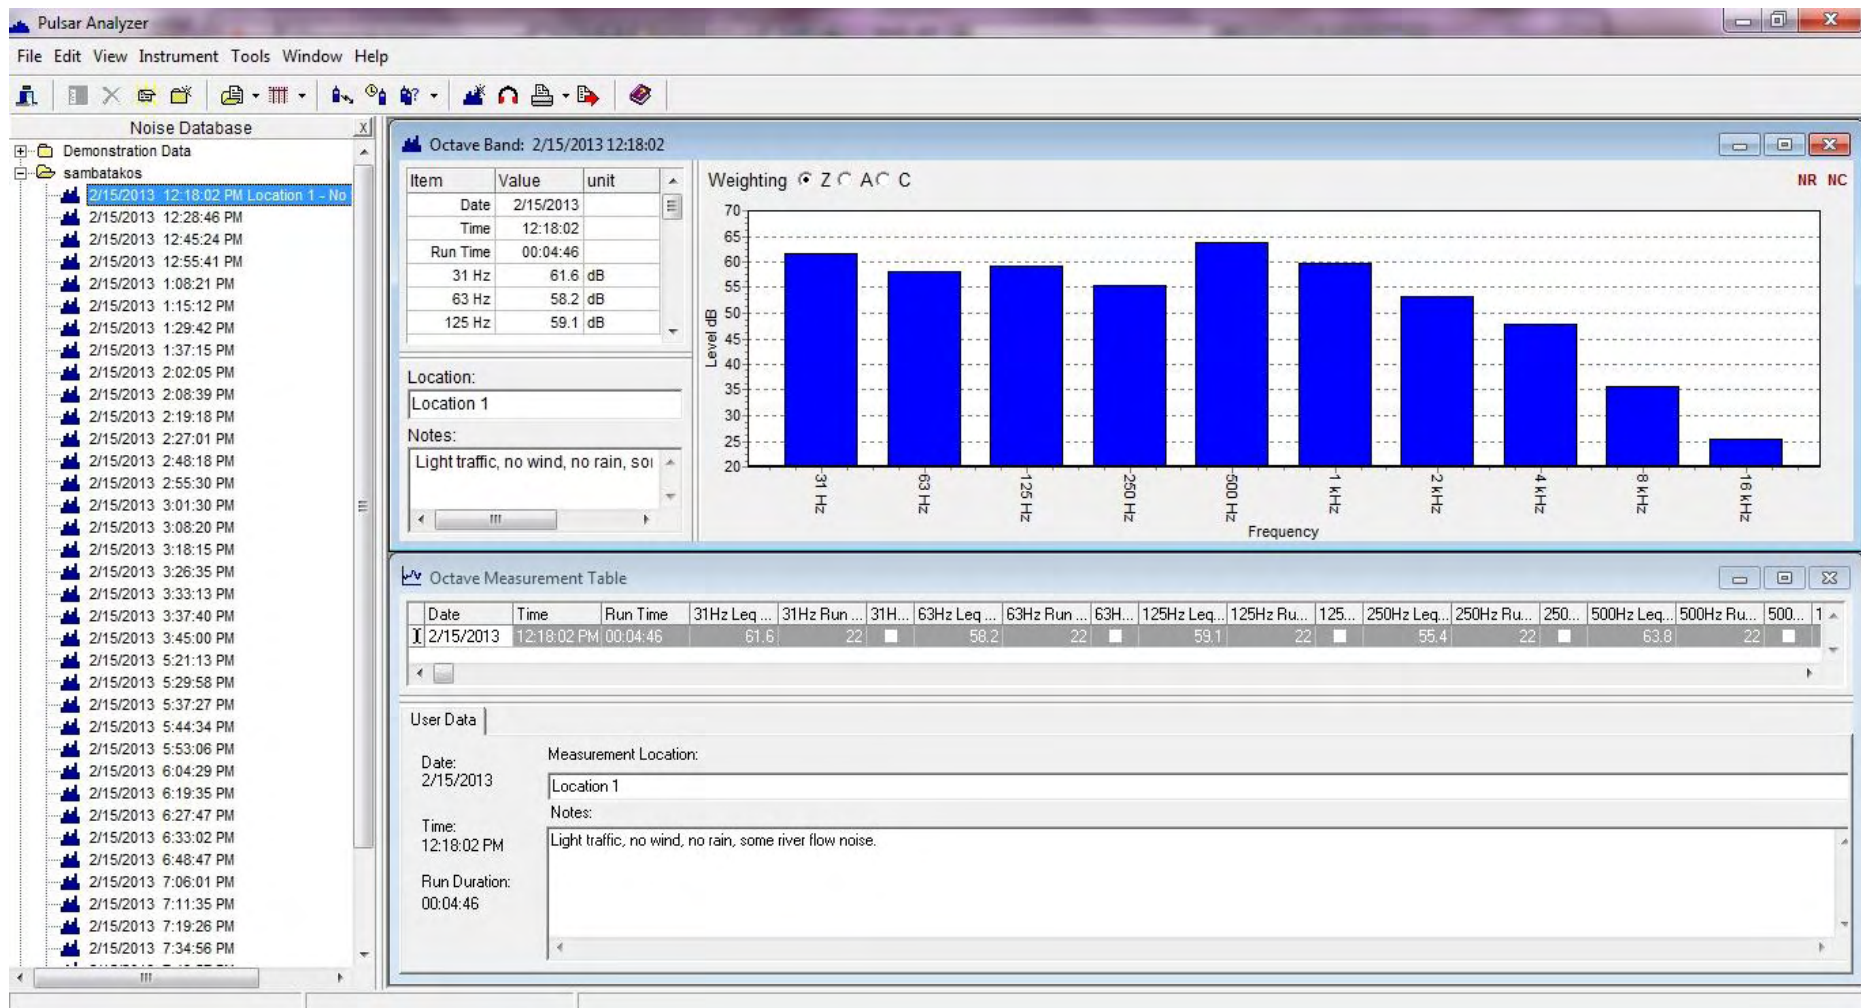 Pulsar Analyzer
File Edit View Instrument Tools Window Help
Noise Database
Demonstration Data
sambatakos
2/15/2013 12:18:02 PM Location 1 - No
2/15/2013 12:28:46 PM
2/15/2013 12:45:24 PM
2/15/2013 12:55:41 PM
2/15/2013 1:08:21 PM
2/15/2013 1:15:12 PM
2/15/2013 1:29:42 PM
2/15/2013 1:37:15 PM
2/15/2013 2:02:05 PM
2/15/2013 2:08:39 PM
2/15/2013 2:19:18 PM
2/15/2013 2:27:01 PM
2/15/2013 2:48:18 PM
2/15/2013 2:55:30 PM
2/15/2013 3:01:30 PM
2/15/2013 3:08:20 PM
2/15/2013 3:18:15 PM
2/15/2013 3:26:35 PM
2/15/2013 3:33:13 PM
2/15/2013 3:37:40 PM
2/15/2013 3:45:00 PM
2/15/2013 5:21:13 PM
2/15/2013 5:29:58 PM
2/15/2013 5:37:27 PM
2/15/2013 5:44:34 PM
2/15/2013 5:53:06 PM
2/15/2013 6:04:29 PM
2/15/2013 6:19:35 PM
2/15/2013 6:27:47 PM
2/15/2013 6:33:02 PM
2/15/2013 6:48:47 PM
2/15/2013 7:06:01 PM
2/15/2013 7:11:35 PM
2/15/2013 7:19:26 PM
2/15/2013 7:34:56 PM
Octave Band: 2/15/2013 12:18:02
Item Value unit
Date 2/15/2013
Time 12:18:02
Run Time 00:04:46
31 Hz 61.6 dB
63 Hz 58.2 dB
125 Hz 59.1 dB
Location:
Location 1
Notes:
Light traffic, no wind, no rain, sor
Weighting Z A C
NR NC
70
65
60
55
50
45
40
35
30
25
20
Level dB
31 Hz 63 Hz 125 Hz 250 Hz 500 Hz 1 kHz 2 kHz 4 kHz 8 kHz 16 kHz
Frequency
Octave Measurement Table
Date Time Run Time 31Hz Leq ... 31Hz Run ... 31H... 63Hz Leq ... 63Hz Run ... 63H... 125Hz Leq... 125Hz Ru... 125... 250Hz Leq... 250Hz Ru... 250... 500Hz Leq... 500Hz Ru... 500... 1
2/15/2013 12:18:02 PM 00:04:46 61.6 22 58.2 22 59.1 22 55.4 22 63.8 22
User Data
Date:
2/15/2013
Measurement Location:
Location 1
Notes:
Time:
12:18:02 PM
Light traffic, no wind, no rain, some river flow noise.
Run Duration:
00:04:46